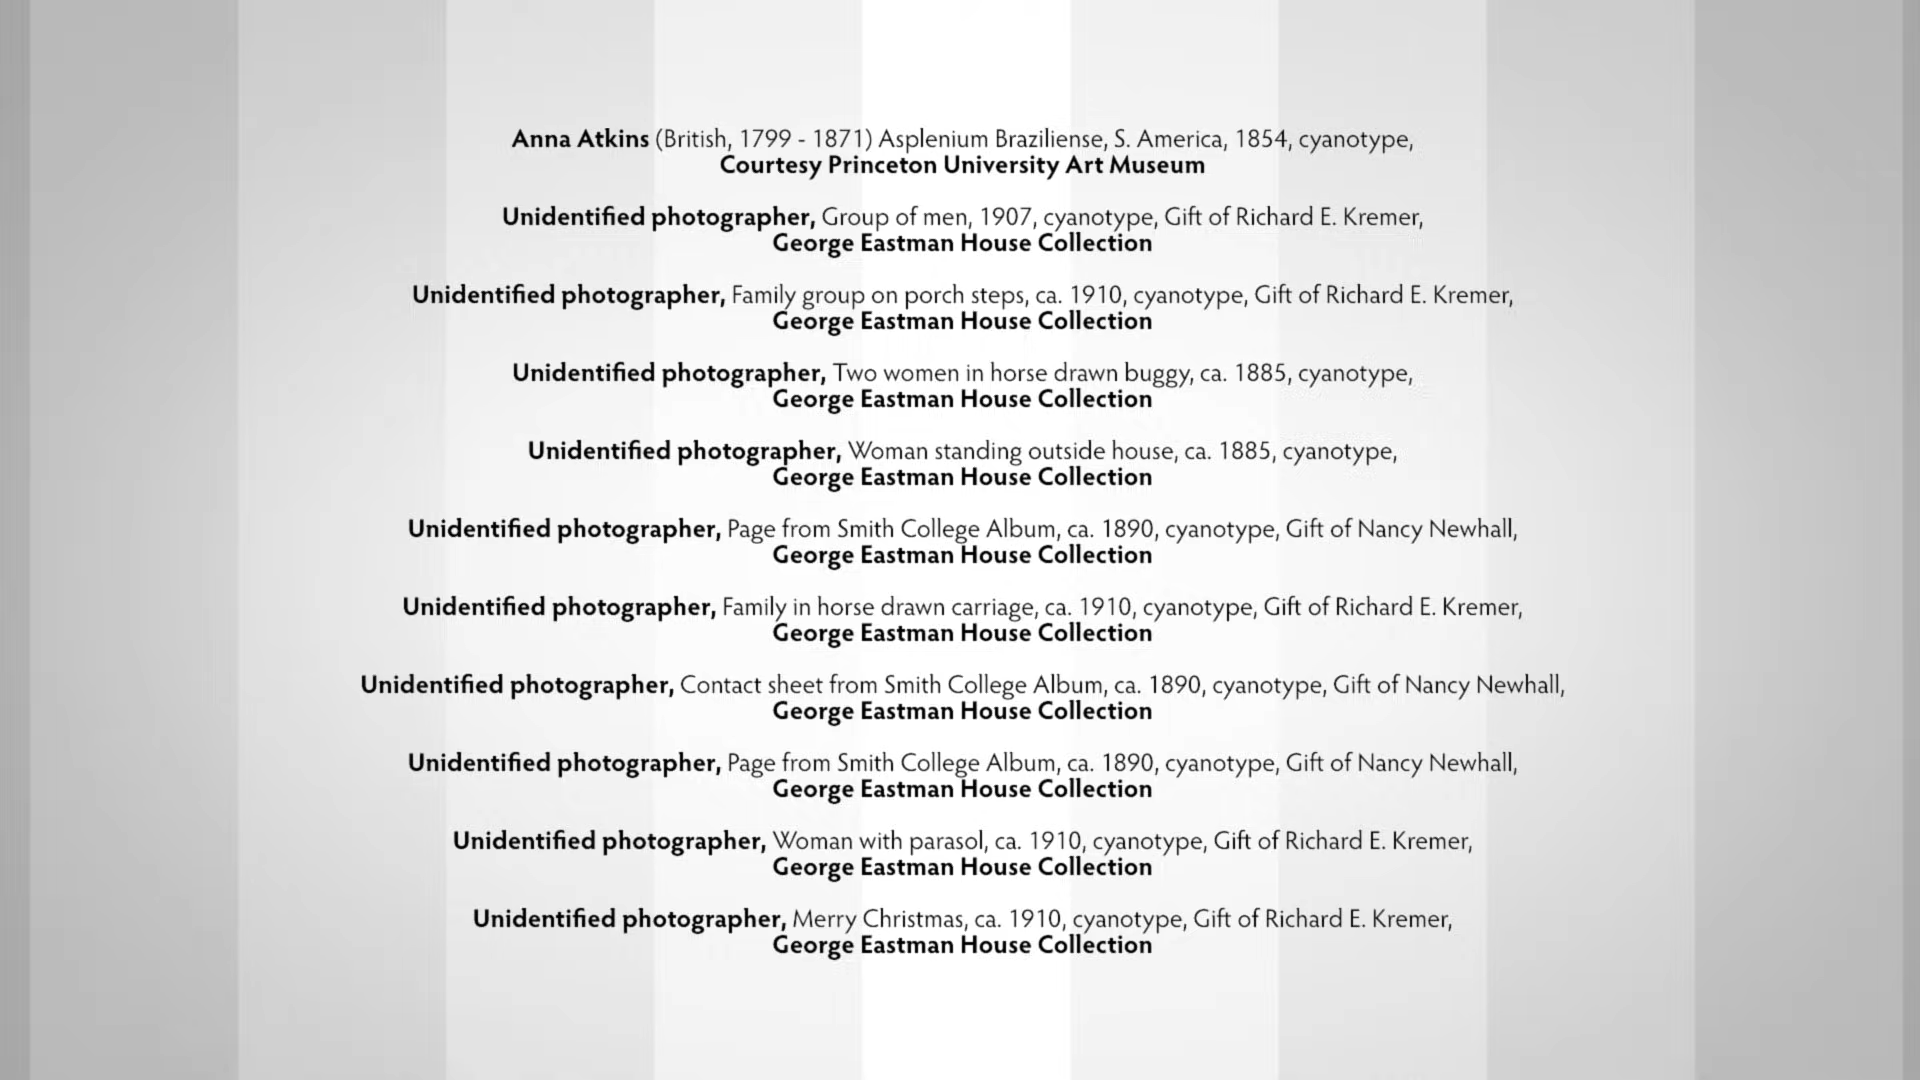 Anna Atkins (British, 1799 - 1871) Asplenium Braziliense, S. America, 1854, cyanotype,
Courtesy Princeton University Art Museum
Unidentified photographer, Group of men, 1907, cyanotype, Gift of Richard E. Kremer,
George Eastman House Collection
Unidentified photographer, Family group on porch steps, ca. 1910, cyanotype, Gift of Richard E. Kremer,
George Eastman House Collection
Unidentified photographer, Two women in horse drawn buggy, ca. 1885, cyanotype,
George Eastman House Collection
Unidentified photographer, Woman standing outside house, ca. 1885, cyanotype,
George Eastman House Collection
Unidentified photographer, Page from Smith College Album, ca. 1890, cyanotype, Gift of Nancy Newhall,
George Eastman House Collection
Unidentified photographer, Family in horse drawn carriage, ca. 1910, cyanotype, Gift of Richard E. Kremer,
George Eastman House Collection
Unidentified photographer, Contact sheet from Smith College Album, ca. 1890, cyanotype, Gift of Nancy Newhall,
George Eastman House Collection
Unidentified photographer, Page from Smith College Album, ca. 1890, cyanotype, Gift of Nancy Newhall,
George Eastman House Collection
Unidentified photographer, Woman with parasol, ca. 1910, cyanotype, Gift of Richard E. Kremer,
George Eastman House Collection
Unidentified photographer, Merry Christmas, ca. 1910, cyanotype, Gift of Richard E. Kremer,
George Eastman House Collection